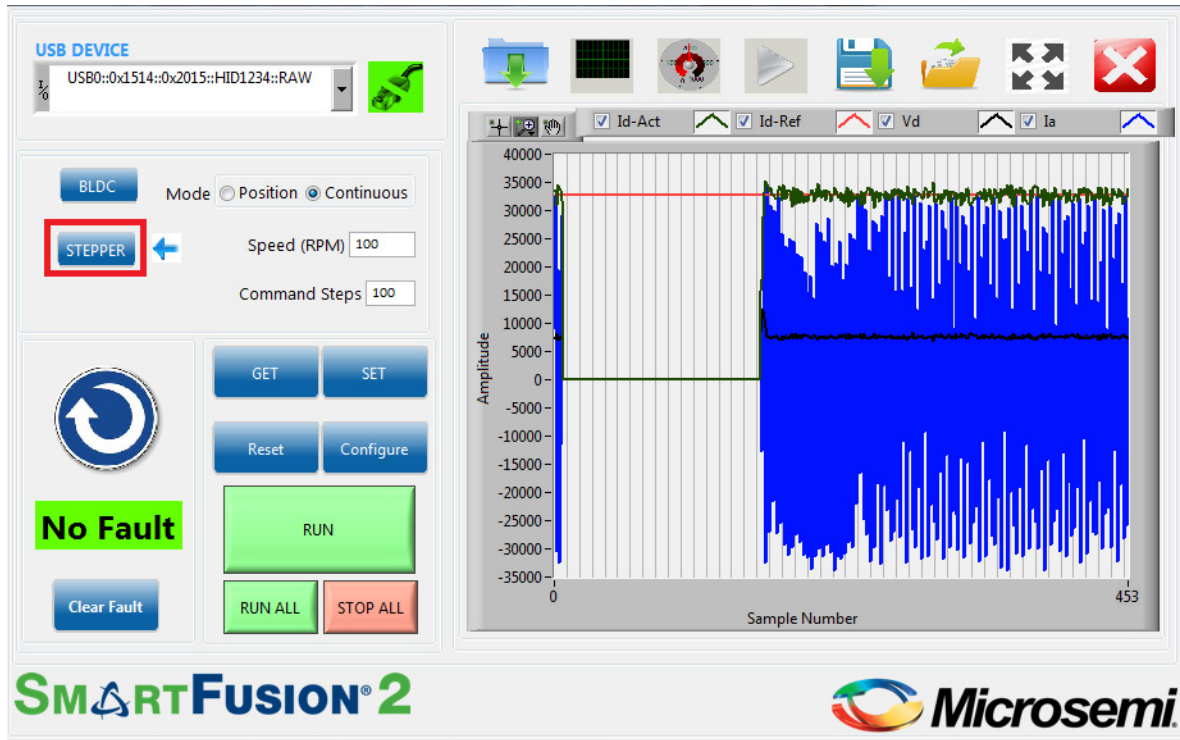 USB DEVICE
I/O USB0::0x1514::0x2015::HID1234::RAW
BLDC
Mode Position Continuous
STEPPER
Speed (RPM) 100
Command Steps 100
GET SET
Reset Configure
No Fault
RUN
Clear Fault
RUN ALL STOP ALL
Id-Act Id-Ref Vd Ia
Amplitude
40000
35000
30000
25000
20000
15000
10000
5000
0
-5000
-10000
-15000
-20000
-25000
-30000
-35000
0 453
Sample Number
SMARTFUSION® 2
Microsemi.